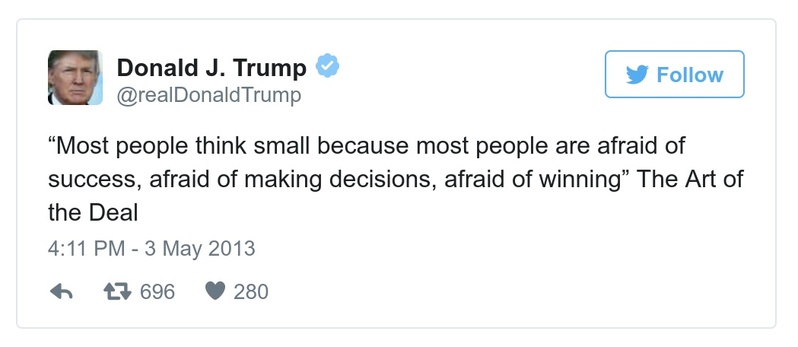 Donald J. Trump
@realDonaldTrump
Follow
“Most people think small because most people are afraid of
success, afraid of making decisions, afraid of winning” The Art of
the Deal
4:11 PM - 3 May 2013
696 280